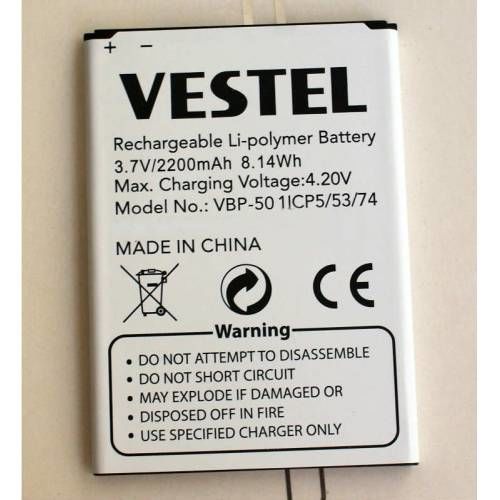 + -
VESTEL
Rechargeable Li-polymer Battery
3.7V/2200mAh 8.14Wh
Max. Charging Voltage:4.20V
Model No.: VBP-50 1ICP5/53/74
MADE IN CHINA
CE
Warning
• DO NOT ATTEMPT TO DISASSEMBLE
• DO NOT SHORT CIRCUIT
• MAY EXPLODE IF DAMAGED OR
• DISPOSED OFF IN FIRE
• USE SPECIFIED CHARGER ONLY